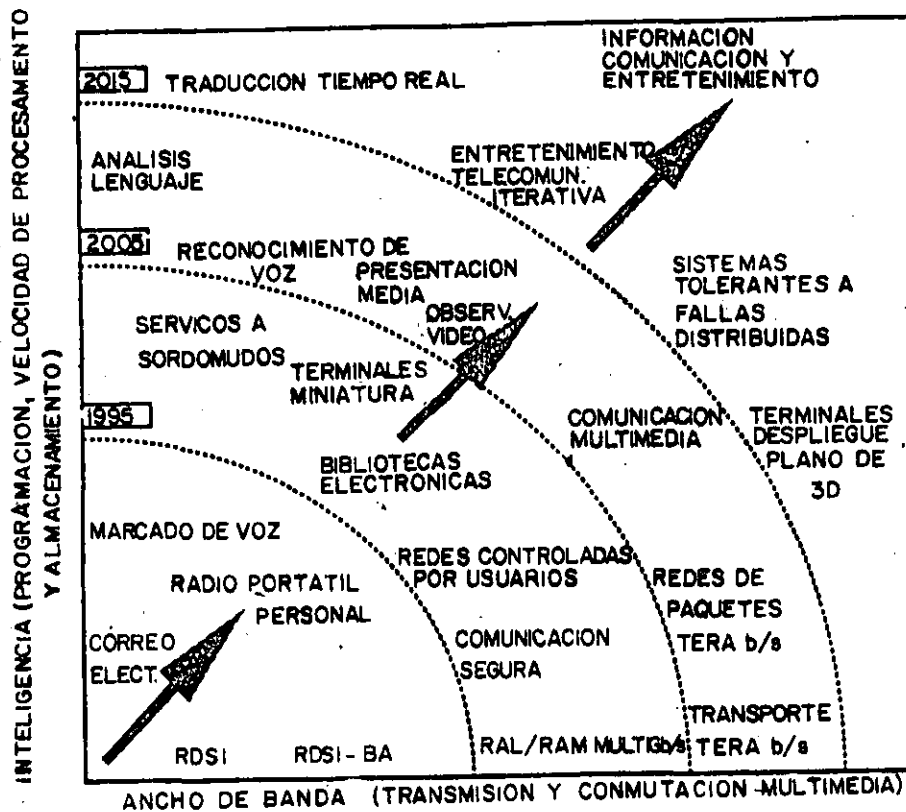 INFORMACION
COMUNICACION Y
ENTRETENIMIENTO
2015
TRADUCCION TIEMPO REAL
ANALISIS
LENGUAJE
ENTRETENIMIENTO
TELECOMUN.
ITERATIVA
2005
RECONOCIMIENTO DE
VOZ
PRESENTACION
MEDIA
OBSERV.
VIDEO
SISTEMAS
TOLERANTES A
FALLAS
DISTRIBUIDAS
SERVICOS A
SORDOMUDOS
TERMINALES
MINIATURA
1995
COMUNICACION
MULTIMEDIA
TERMINALES
DESPLIEGUE
PLANO DE
3D
BIBLIOTECAS
ELECTRONICAS
MARCADO DE VOZ
RADIO PORTATIL
PERSONAL
REDES CONTROLADAS
POR USUARIOS
REDES DE
PAQUETES
TERA b/s
CORREO
ELECT.
COMUNICACION
SEGURA
RDSI
RDSI-BA
RAL/RAM MULTIGb/s
TRANSPORTE
TERA b/s
ANCHO DE BANDA (TRANSMISION Y CONMUTACION-MULTIMEDIA)
INTELIGENCIA (PROGRAMACION, VELOCIDAD DE PROCESAMIENTO
Y ALMACENAMIENTO)